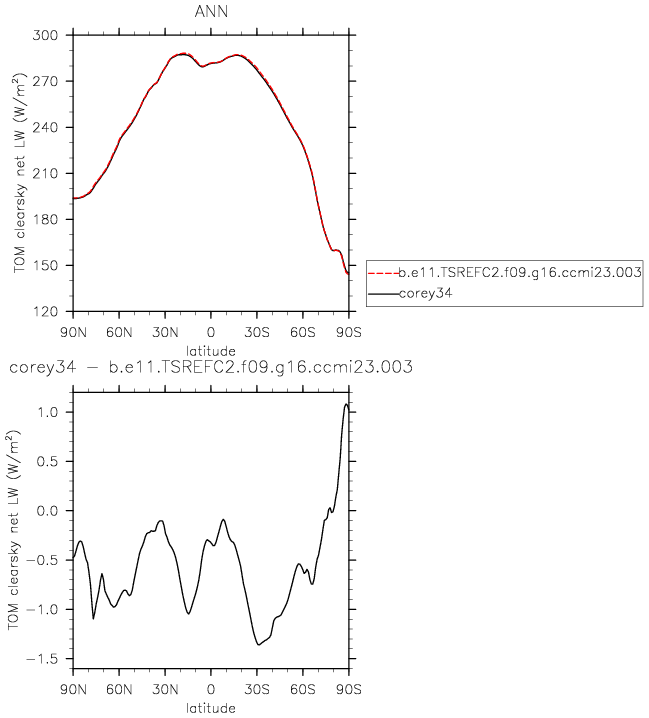 ANN
TOM clearsky net LW (W/m²)
300
270
240
210
180
150
120
90N 60N 30N 0 30S 60S 90S
latitude
b.e11.TSREFC2.f09.g16.ccmi23.003
corey34
corey34 − b.e11.TSREFC2.f09.g16.ccmi23.003
TOM clearsky net LW (W/m²)
1.0
0.5
0.0
−0.5
−1.0
−1.5
90N 60N 30N 0 30S 60S 90S
latitude